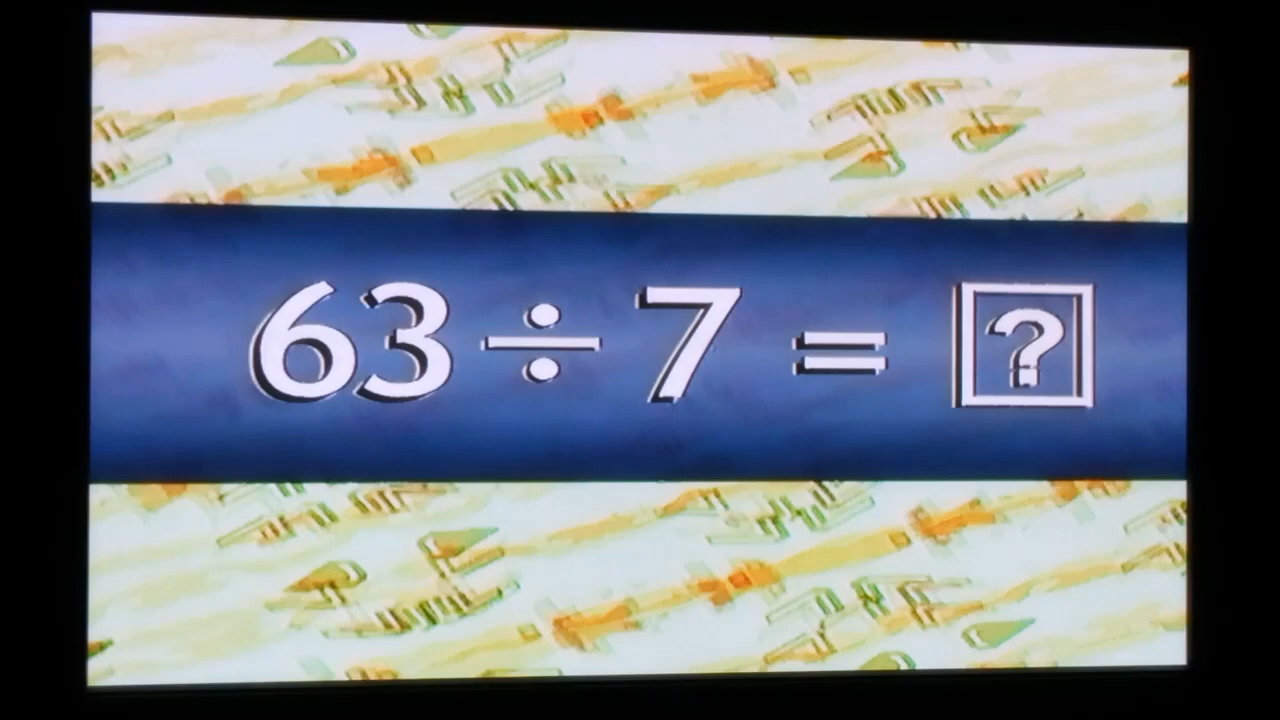 63 ÷ 7 = ?